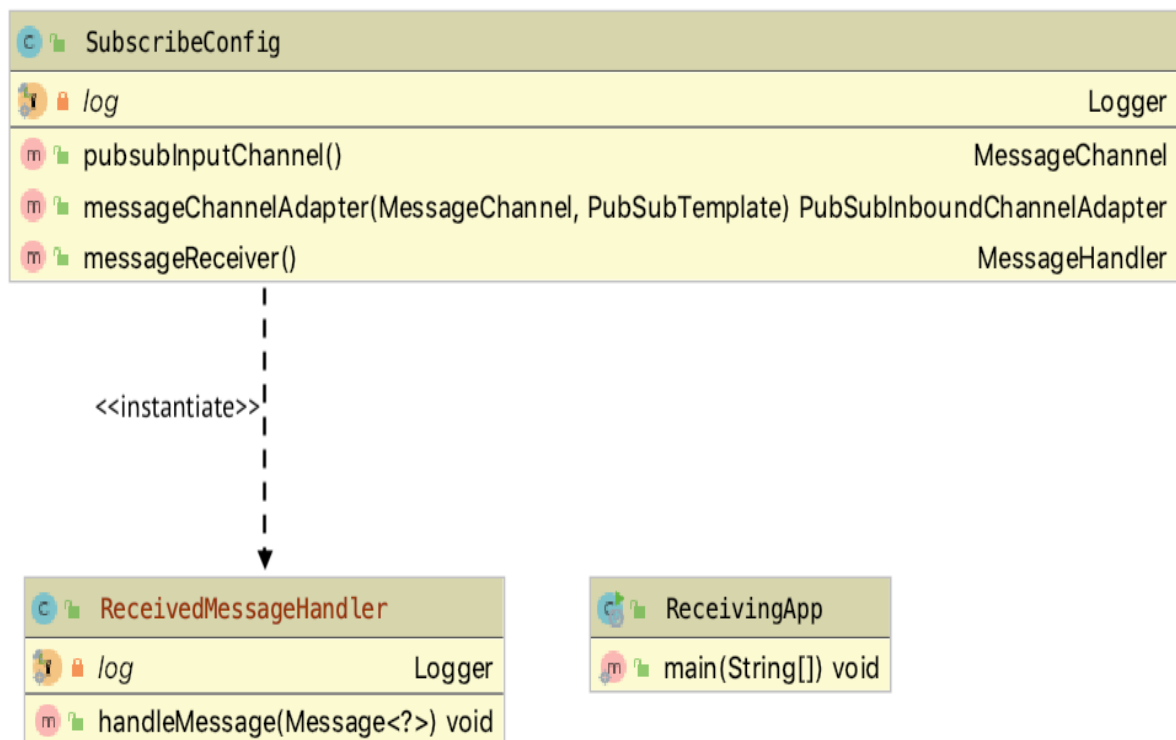 SubscribeConfig
log Logger
pubsubInputChannel() MessageChannel
messageChannelAdapter(MessageChannel, PubSubTemplate) PubSubInboundChannelAdapter
messageReceiver() MessageHandler
<<instantiate>>
ReceivedMessageHandler
log Logger
handleMessage(Message<?>) void
ReceivingApp
main(String[]) void